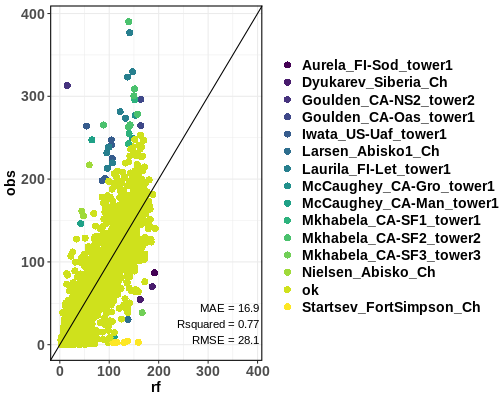 400
300
200
100
0
obs
MAE = 16.9
Rsquared = 0.77
RMSE = 28.1
0 100 200 300 400
rf
Aurela_FI-Sod_tower1
Dyukarev_Siberia_Ch
Goulden_CA-NS2_tower2
Goulden_CA-Oas_tower1
Iwata_US-Uaf_tower1
Larsen_Abisko1_Ch
Laurila_FI-Let_tower1
McCaughey_CA-Gro_tower1
McCaughey_CA-Man_tower1
Mkhabela_CA-SF1_tower1
Mkhabela_CA-SF2_tower2
Mkhabela_CA-SF3_tower3
Nielsen_Abisko_Ch
ok
Startsev_FortSimpson_Ch